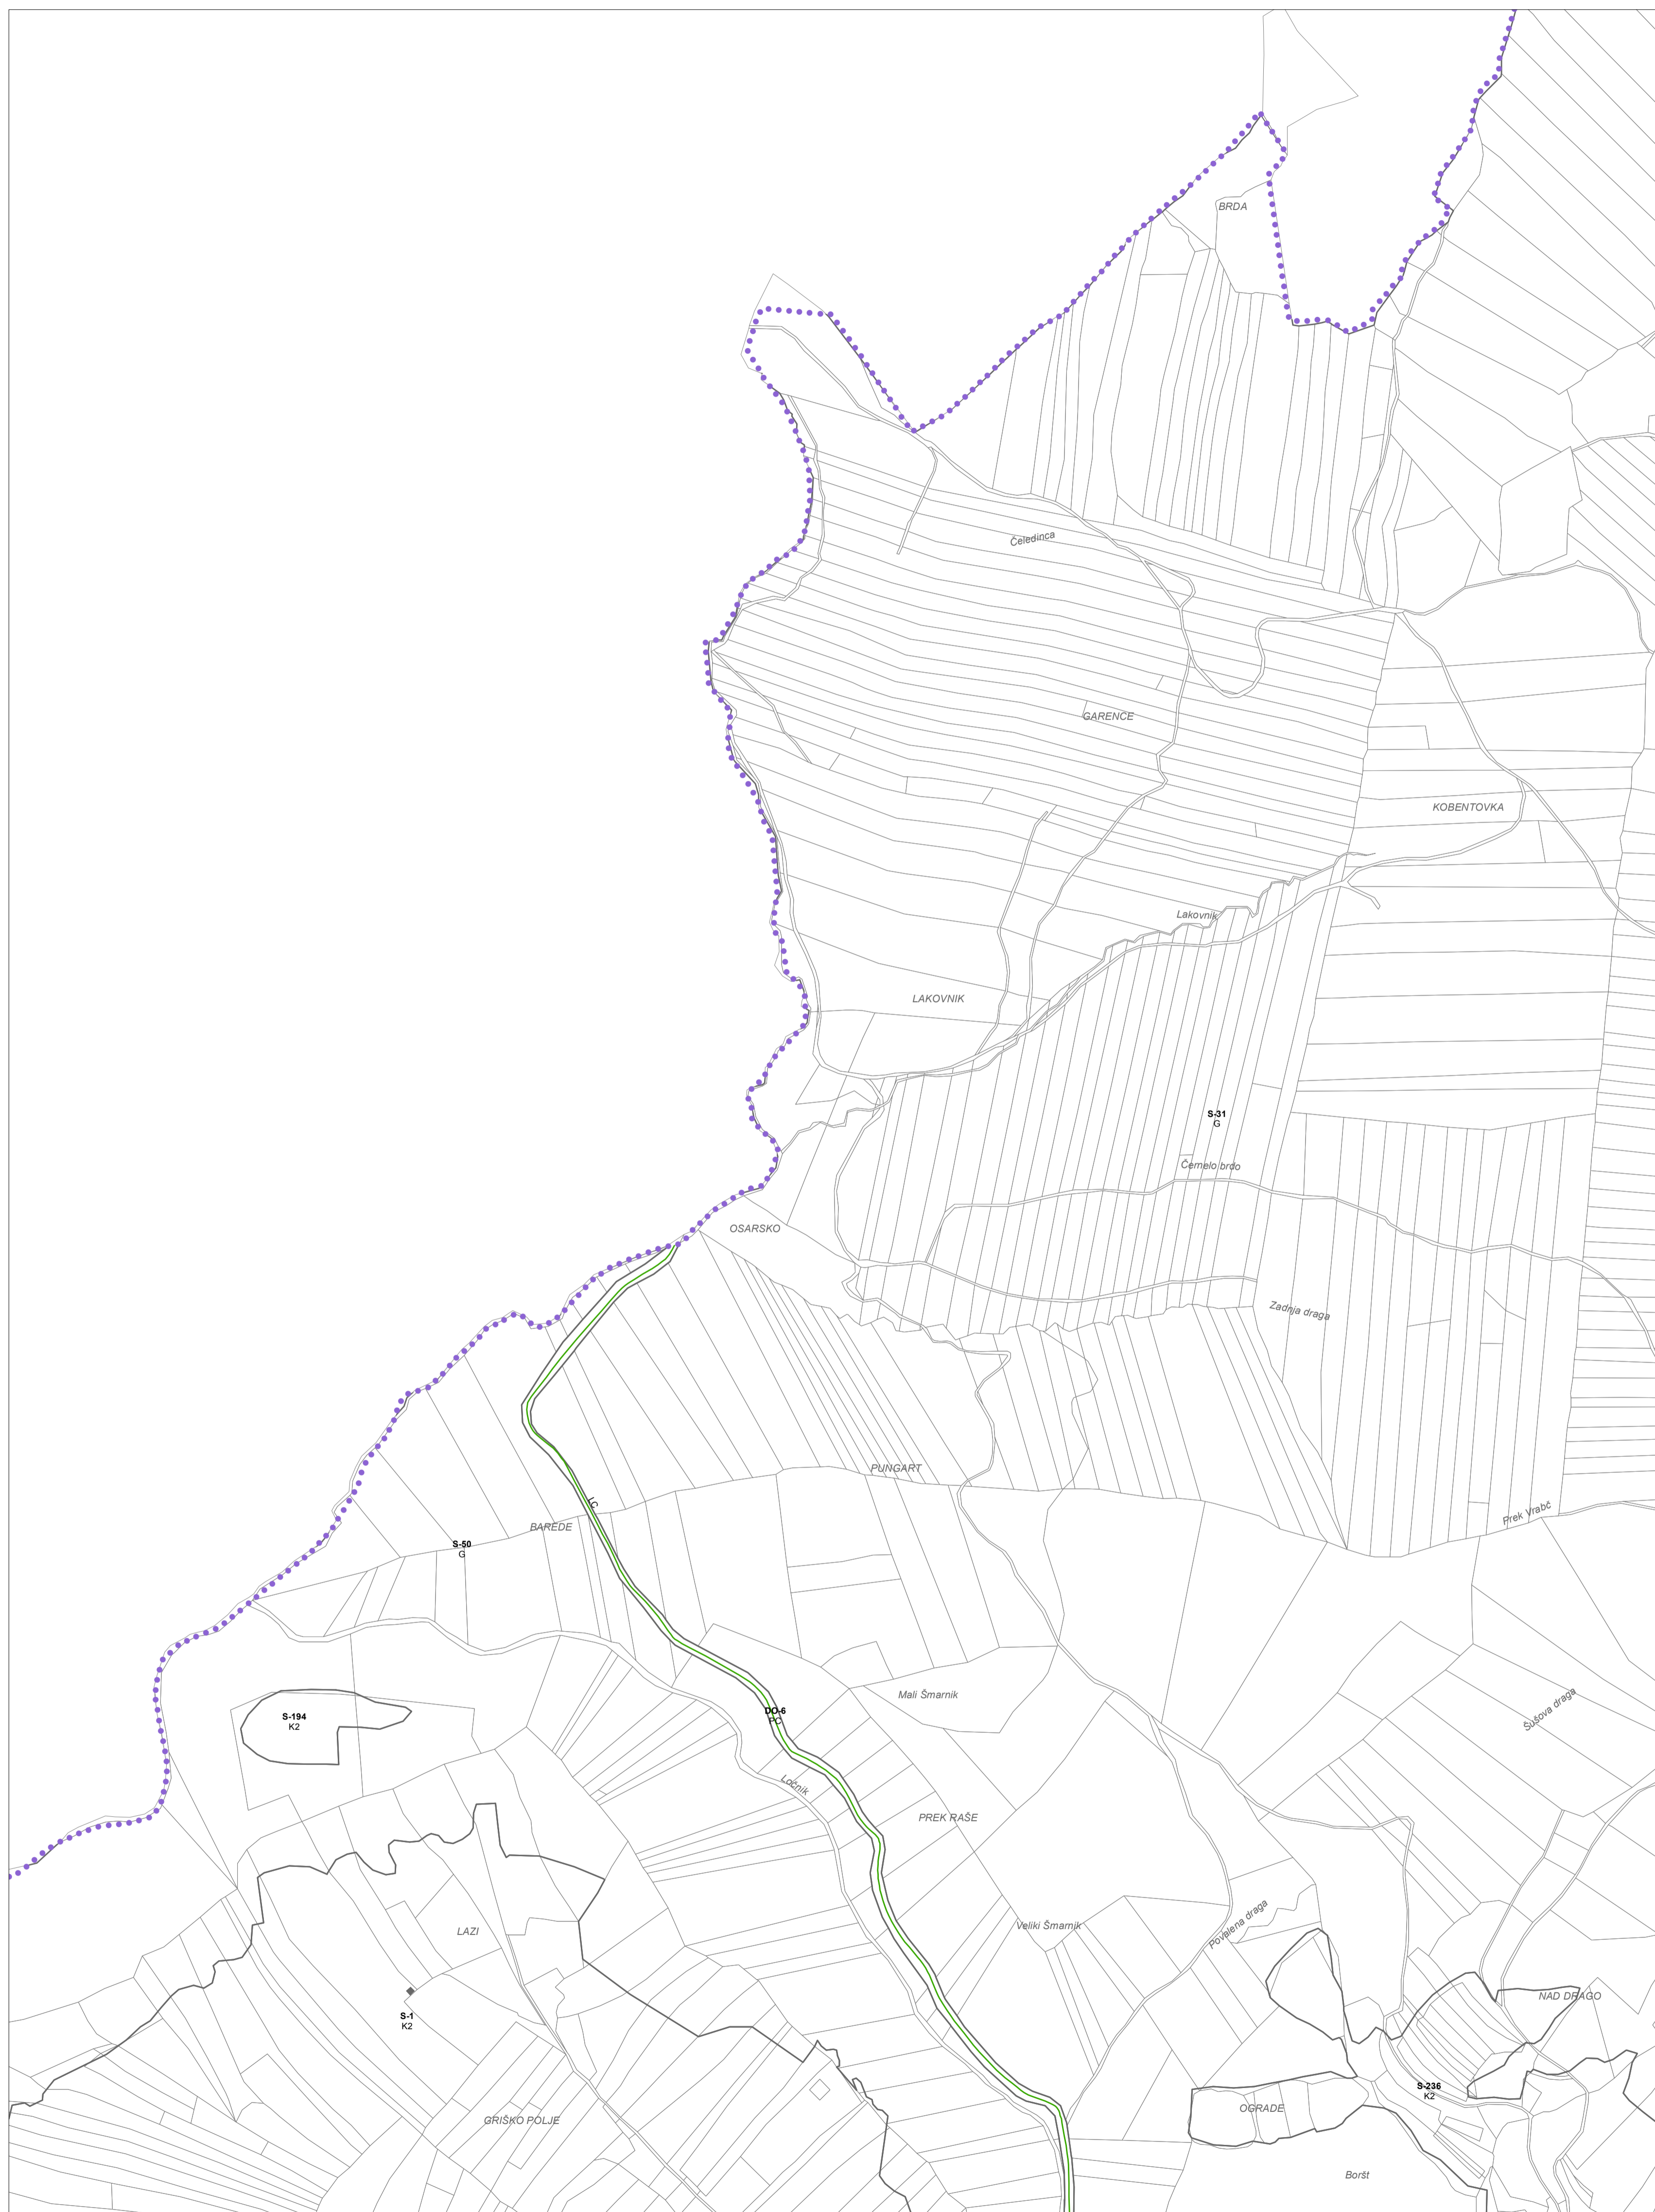 BRDA
Čeledinca
GARENCE
KOBENTOVKA
Lakovnik
LAKOVNIK
S-31
G
Černelo brdo
OSARSKO
Zadnja draga
PUNGART
LC
Prek Vrabč
BAREDE
S-50
G
Mali Šmarnik
Šušova draga
S-194
K2
DO-6
PC
Ločnik
PREK RAŠE
Veliki Šmarnik
Povalena draga
LAZI
NAD DRAGO
S-1
K2
S-236
K2
OGRADE
GRIŠKO POLJE
Boršt